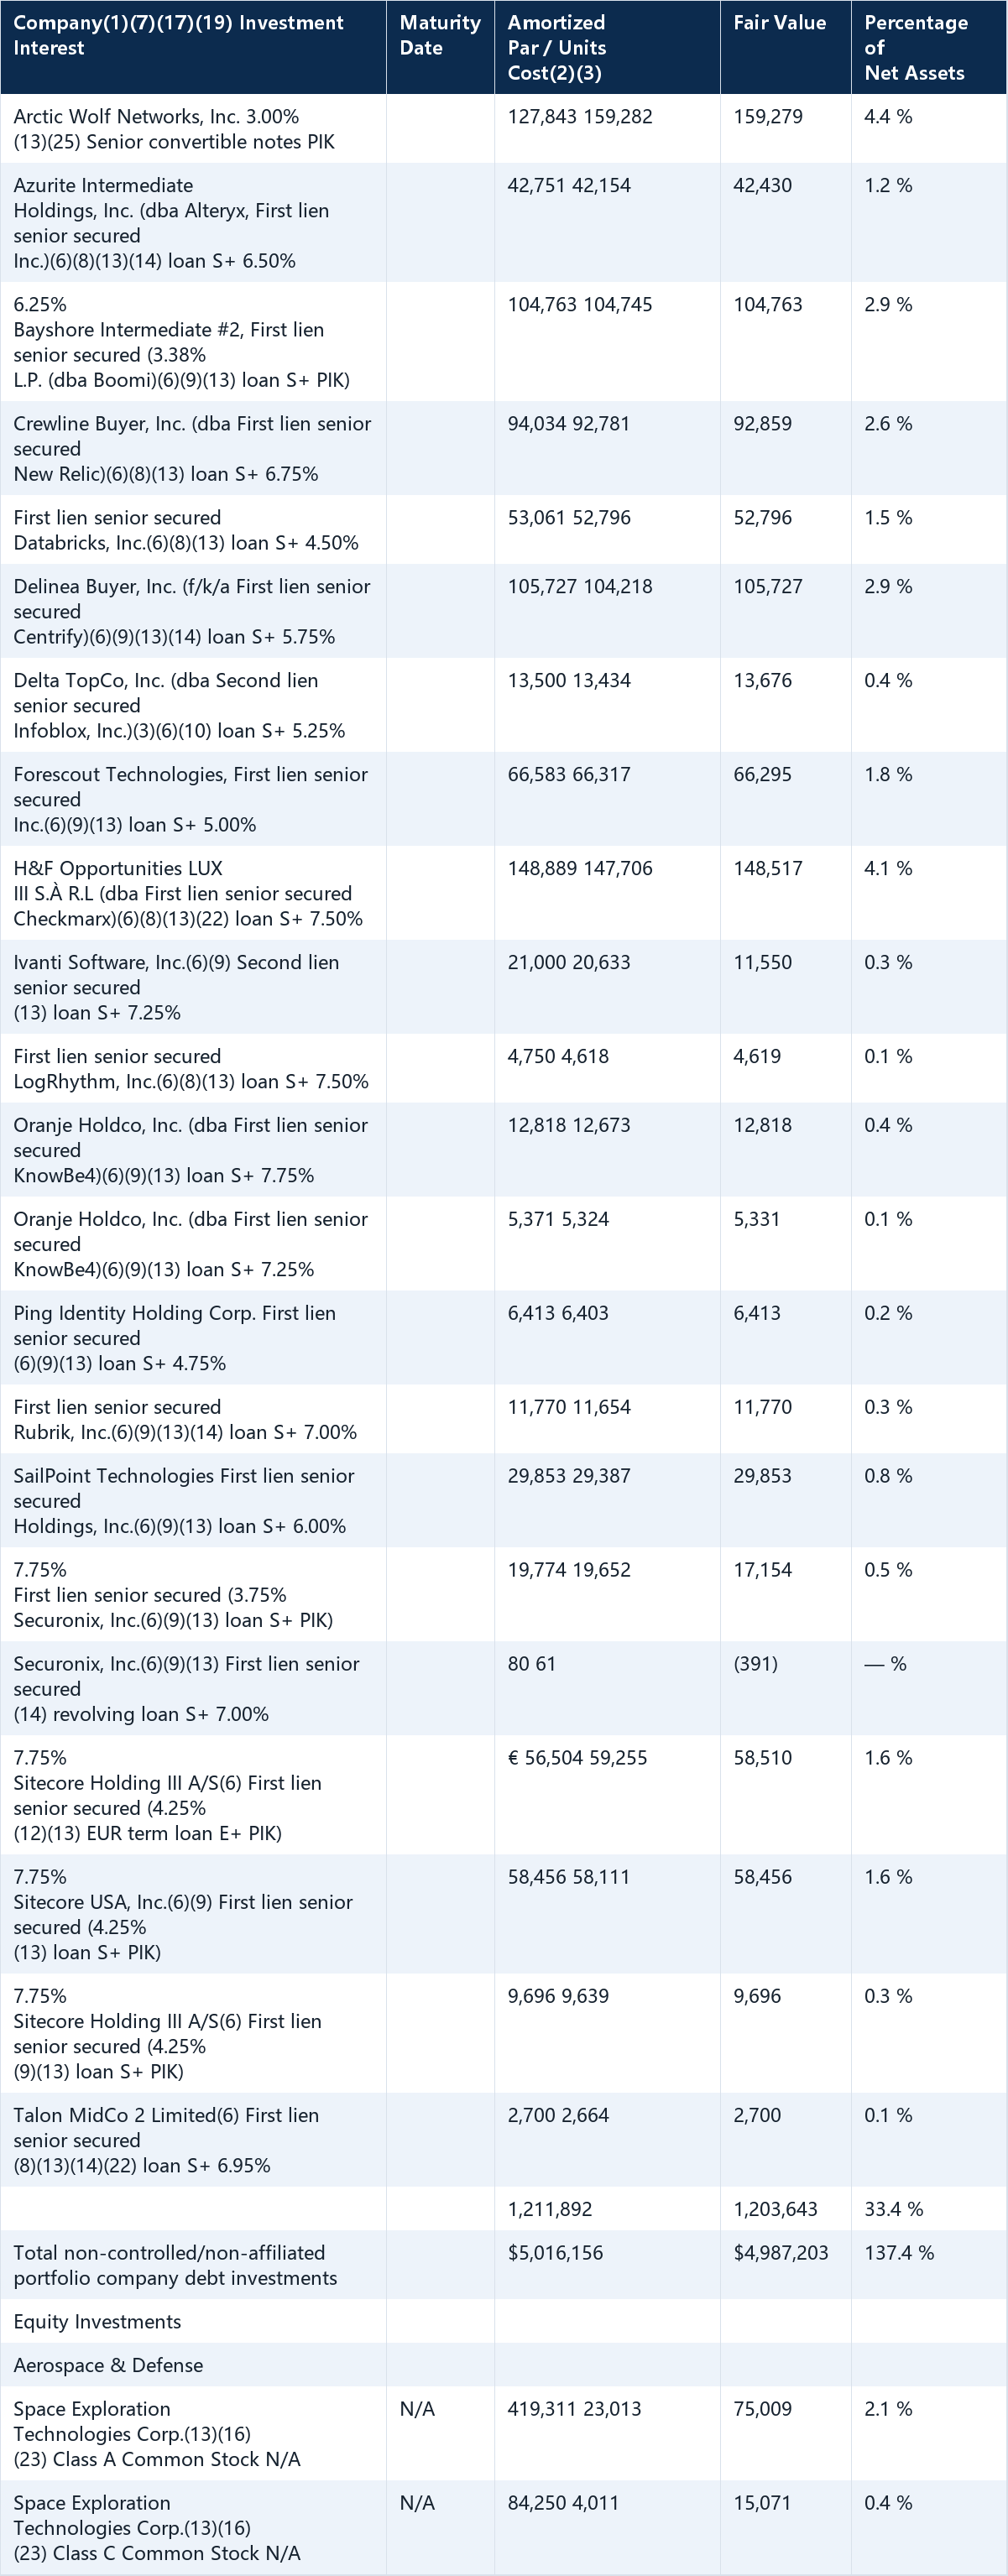 Company(1)(7)(17)(19) Investment Maturity Amortized Fair Value Percentage
Interest Date Par / Units of
Cost(2)(3) Net Assets
Arctic Wolf Networks, Inc. 3.00% 127,843 159,282 159,279 4.4 %
(13)(25) Senior convertible notes PIK
Azurite Intermediate 42,751 42,154 42,430 1.2 %
Holdings, Inc. (dba Alteryx, First lien
senior secured
Inc.)(6)(8)(13)(14) loan S+ 6.50%
6.25% 104,763 104,745 104,763 2.9 %
Bayshore Intermediate #2, First lien
senior secured (3.38%
L.P. (dba Boomi)(6)(9)(13) loan S+ PIK)
Crewline Buyer, Inc. (dba First lien senior 94,034 92,781 92,859 2.6 %
secured
New Relic)(6)(8)(13) loan S+ 6.75%
First lien senior secured 53,061 52,796 52,796 1.5 %
Databricks, Inc.(6)(8)(13) loan S+ 4.50%
Delinea Buyer, Inc. (f/k/a First lien senior 105,727 104,218 105,727 2.9 %
secured
Centrify)(6)(9)(13)(14) loan S+ 5.75%
Delta TopCo, Inc. (dba Second lien 13,500 13,434 13,676 0.4 %
senior secured
Infoblox, Inc.)(3)(6)(10) loan S+ 5.25%
Forescout Technologies, First lien senior 66,583 66,317 66,295 1.8 %
secured
Inc.(6)(9)(13) loan S+ 5.00%
H&F Opportunities LUX 148,889 147,706 148,517 4.1 %
III S.À R.L (dba First lien senior secured
Checkmarx)(6)(8)(13)(22) loan S+ 7.50%
Ivanti Software, Inc.(6)(9) Second lien 21,000 20,633 11,550 0.3 %
senior secured
(13) loan S+ 7.25%
First lien senior secured 4,750 4,618 4,619 0.1 %
LogRhythm, Inc.(6)(8)(13) loan S+ 7.50%
Oranje Holdco, Inc. (dba First lien senior 12,818 12,673 12,818 0.4 %
secured
KnowBe4)(6)(9)(13) loan S+ 7.75%
Oranje Holdco, Inc. (dba First lien senior 5,371 5,324 5,331 0.1 %
secured
KnowBe4)(6)(9)(13) loan S+ 7.25%
Ping Identity Holding Corp. First lien 6,413 6,403 6,413 0.2 %
senior secured
(6)(9)(13) loan S+ 4.75%
First lien senior secured 11,770 11,654 11,770 0.3 %
Rubrik, Inc.(6)(9)(13)(14) loan S+ 7.00%
SailPoint Technologies First lien senior 29,853 29,387 29,853 0.8 %
secured
Holdings, Inc.(6)(9)(13) loan S+ 6.00%
7.75% 19,774 19,652 17,154 0.5 %
First lien senior secured (3.75%
Securonix, Inc.(6)(9)(13) loan S+ PIK)
Securonix, Inc.(6)(9)(13) First lien senior 80 61 (391) — %
secured
(14) revolving loan S+ 7.00%
7.75% € 56,504 59,255 58,510 1.6 %
Sitecore Holding III A/S(6) First lien
senior secured (4.25%
(12)(13) EUR term loan E+ PIK)
7.75% 58,456 58,111 58,456 1.6 %
Sitecore USA, Inc.(6)(9) First lien senior
secured (4.25%
(13) loan S+ PIK)
7.75% 9,696 9,639 9,696 0.3 %
Sitecore Holding III A/S(6) First lien
senior secured (4.25%
(9)(13) loan S+ PIK)
Talon MidCo 2 Limited(6) First lien 2,700 2,664 2,700 0.1 %
senior secured
(8)(13)(14)(22) loan S+ 6.95%
1,211,892 1,203,643 33.4 %
Total non-controlled/non-affiliated $5,016,156 $4,987,203 137.4 %
portfolio company debt investments
Equity Investments
Aerospace & Defense
Space Exploration N/A 419,311 23,013 75,009 2.1 %
Technologies Corp.(13)(16)
(23) Class A Common Stock N/A
Space Exploration N/A 84,250 4,011 15,071 0.4 %
Technologies Corp.(13)(16)
(23) Class C Common Stock N/A